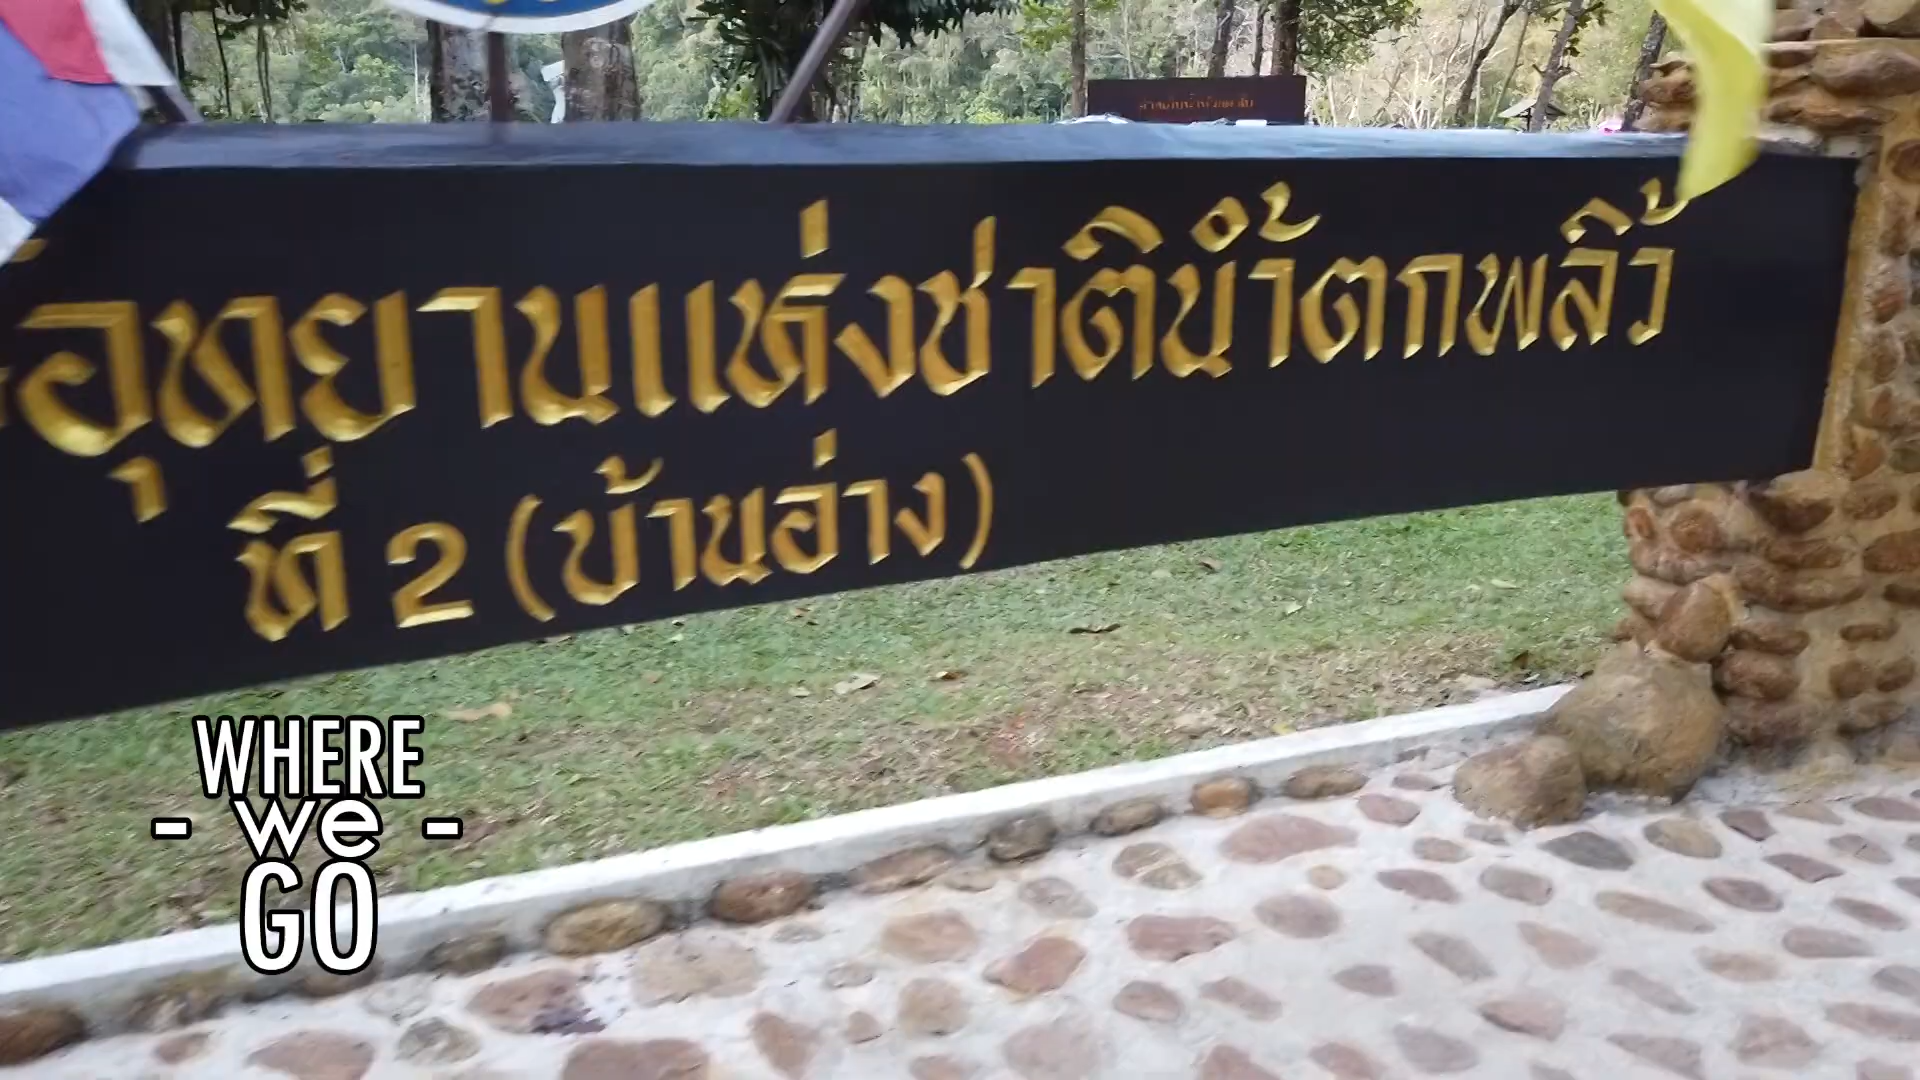 อุทยานแห่งชาติน้ำตกพลิ้ว
ที่ 2 (บ้านอ่าง)
WHERE
- we -
GO